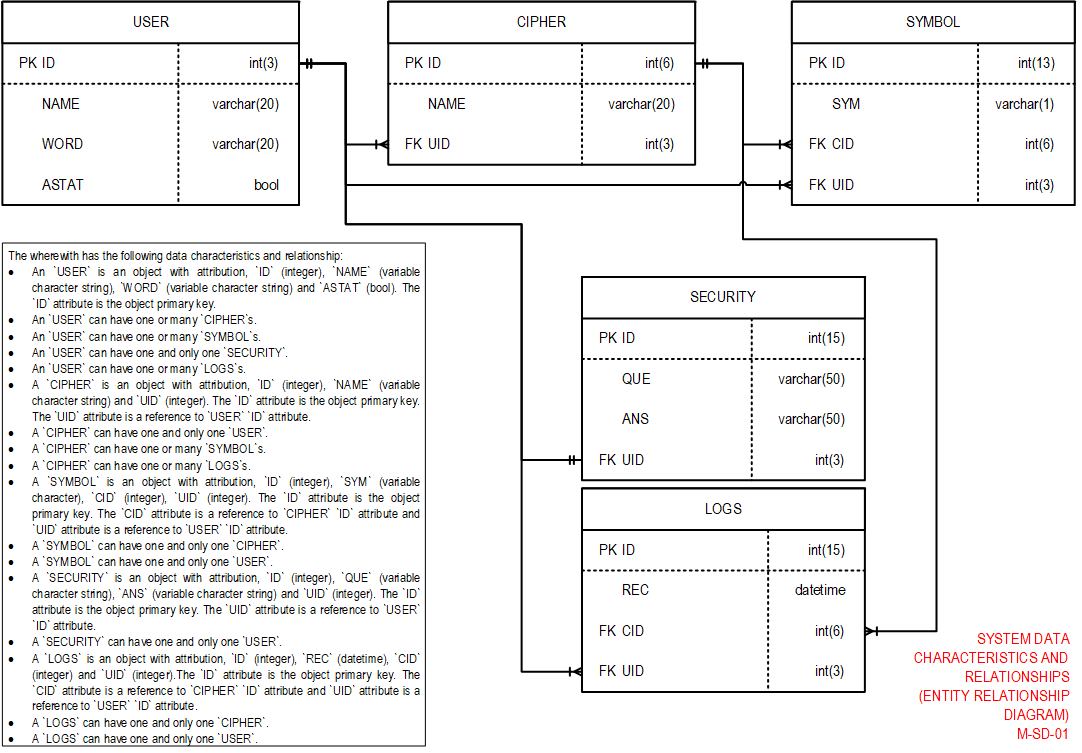 USER
PK ID int(3)
NAME varchar(20)
WORD varchar(20)
ASTAT bool
CIPHER
PK ID int(6)
NAME varchar(20)
FK UID int(3)
SYMBOL
PK ID int(13)
SYM varchar(1)
FK CID int(6)
FK UID int(3)
The wherewith has the following data characteristics and relationship:
• An `USER` is an object with attribution, `ID` (integer), `NAME` (variable
character string), `WORD` (variable character string) and `ASTAT` (bool). The
`ID` attribute is the object primary key.
• An `USER` can have one or many `CIPHER`s.
• An `USER` can have one or many `SYMBOL`s.
• An `USER` can have one and only one `SECURITY`.
• An `USER` can have one or many `LOGS`s.
• A `CIPHER` is an object with attribution, `ID` (integer), `NAME` (variable
character string) and `UID` (integer). The `ID` attribute is the object primary key.
The `UID` attribute is a reference to `USER` `ID` attribute.
• A `CIPHER` can have one and only one `USER`.
• A `CIPHER` can have one or many `SYMBOL`s.
• A `CIPHER` can have one or many `LOGS`s.
• A `SYMBOL` is an object with attribution, `ID` (integer), `SYM` (variable
character), `CID` (integer), `UID` (integer). The `ID` attribute is the object
primary key. The `CID` attribute is a reference to `CIPHER` `ID` attribute and
`UID` attribute is a reference to `USER` `ID` attribute.
• A `SYMBOL` can have one and only one `CIPHER`.
• A `SYMBOL` can have one and only one `USER`.
• A `SECURITY` is an object with attribution, `ID` (integer), `QUE` (variable
character string), `ANS` (variable character string) and `UID` (integer). The `ID`
attribute is the object primary key. The `UID` attribute is a reference to `USER`
`ID` attribute.
• A `SECURITY` can have one and only one `USER`.
• A `LOGS` is an object with attribution, `ID` (integer), `REC` (datetime), `CID`
(integer) and `UID` (integer).The `ID` attribute is the object primary key. The
`CID` attribute is a reference to `CIPHER` `ID` attribute and `UID` attribute is a
reference to `USER` `ID` attribute.
• A `LOGS` can have one and only one `CIPHER`.
• A `LOGS` can have one and only one `USER`.
SECURITY
PK ID int(15)
QUE varchar(50)
ANS varchar(50)
FK UID int(3)
LOGS
PK ID int(15)
REC datetime
FK CID int(6)
FK UID int(3)
SYSTEM DATA
CHARACTERISTICS AND
RELATIONSHIPS
(ENTITY RELATIONSHIP
DIAGRAM)
M-SD-01